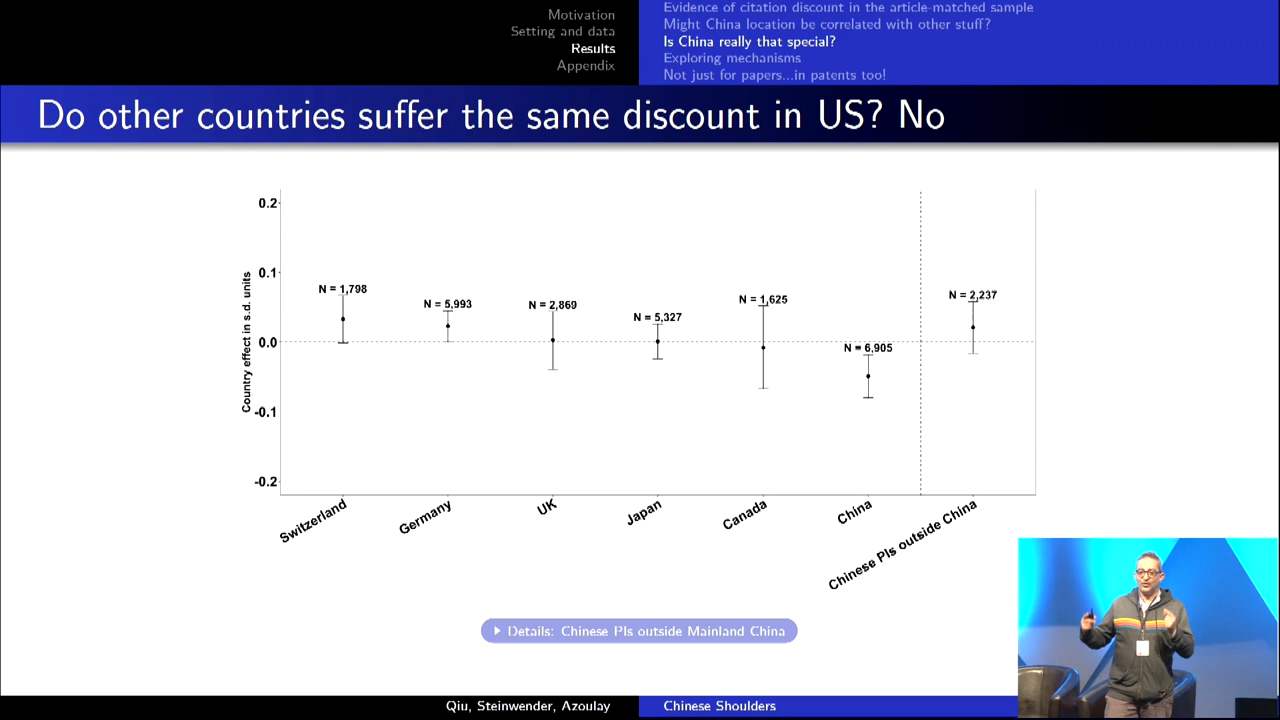 Motivation
Setting and data
Results
Appendix
Evidence of citation discount in the article-matched sample
Might China location be correlated with other stuff?
Is China really that special?
Exploring mechanisms
Not just for papers...in patents too!
Do other countries suffer the same discount in US? No
Country effect in s.d. units
0.2
0.1
0.0
-0.1
-0.2
N = 1,798
N = 5,993
N = 2,869
N = 5,327
N = 1,625
N = 6,905
N = 2,237
Switzerland
Germany
UK
Japan
Canada
China
Chinese PIs outside China
Details: Chinese PIs outside Mainland China
Qiu, Steinwender, Azoulay
Chinese Shoulders